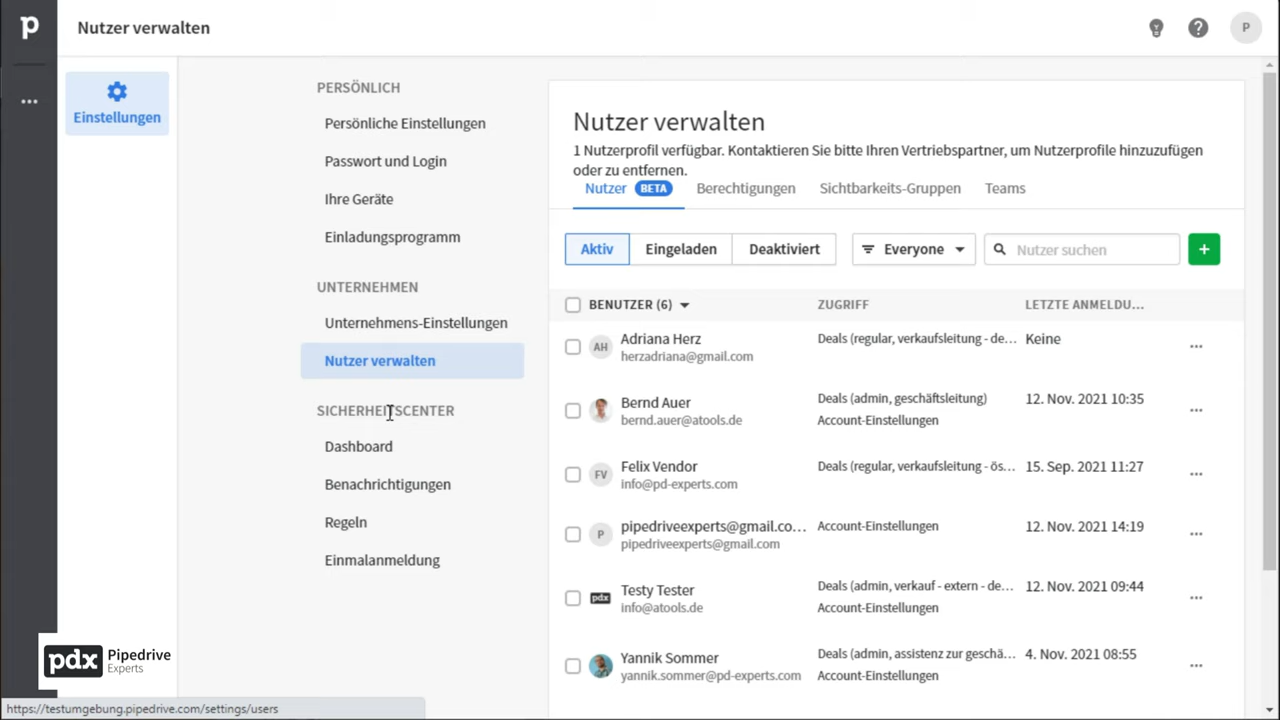 p
Nutzer verwalten
P
Einstellungen
PERSÖNLICH
Persönliche Einstellungen
Passwort und Login
Ihre Geräte
Einladungsprogramm
UNTERNEHMEN
Unternehmens-Einstellungen
Nutzer verwalten
SICHERHEITSCENTER
Dashboard
Benachrichtigungen
Regeln
Einmalanmeldung
Nutzer verwalten
1 Nutzerprofil verfügbar. Kontaktieren Sie bitte Ihren Vertriebspartner, um Nutzerprofile hinzuzufügen
oder zu entfernen.
Nutzer BETA Berechtigungen Sichtbarkeits-Gruppen Teams
Aktiv Eingeladen Deaktiviert Everyone Nutzer suchen +
BENUTZER (6) ZUGRIFF LETZTE ANMELDU...
AH Adriana Herz Deals (regular, verkaufsleitung - de... Keine
herzadriana@gmail.com
Bernd Auer Deals (admin, geschäftsleitung) 12. Nov. 2021 10:35
bernd.auer@atools.de Account-Einstellungen
FV Felix Vendor Deals (regular, verkaufsleitung - ös... 15. Sep. 2021 11:27
info@pd-experts.com
P pipedriveexperts@gmail.co... Account-Einstellungen 12. Nov. 2021 14:19
pipedriveexperts@gmail.com
pdx Testy Tester Deals (admin, verkauf - extern - de... 12. Nov. 2021 09:44
info@atools.de Account-Einstellungen
Yannik Sommer Deals (admin, assistenz zur geschä... 4. Nov. 2021 08:55
yannik.sommer@pd-experts.com Account-Einstellungen
pdx Pipedrive
Experts
https://testumgebung.pipedrive.com/settings/users